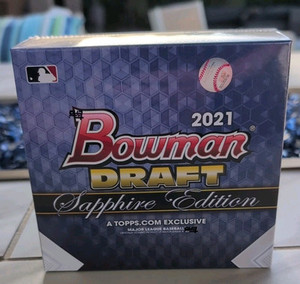 2021
Bowman
DRAFT
Sapphire Edition
A TOPPS.COM EXCLUSIVE
MAJOR LEAGUE BASEBALL